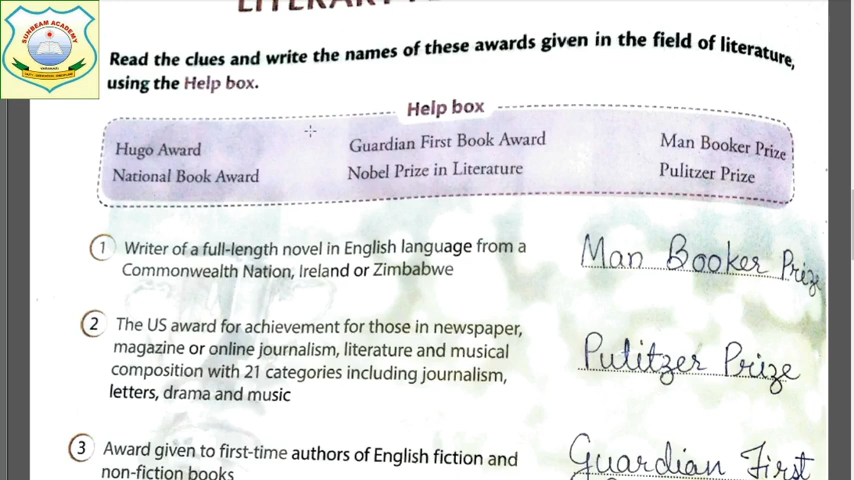 SUNBEAM ACADEMY
Read the clues and write the names of these awards given in the field of literature,
using the Help box.
Help box
Hugo Award Guardian First Book Award Man Booker Prize
National Book Award Nobel Prize in Literature Pulitzer Prize
1 Writer of a full-length novel in English language from a
Commonwealth Nation, Ireland or Zimbabwe
Man Booker Prize
2 The US award for achievement for those in newspaper,
magazine or online journalism, literature and musical
composition with 21 categories including journalism,
letters, drama and music
Pulitzer Prize
3 Award given to first-time authors of English fiction and
non-fiction books
Guardian First